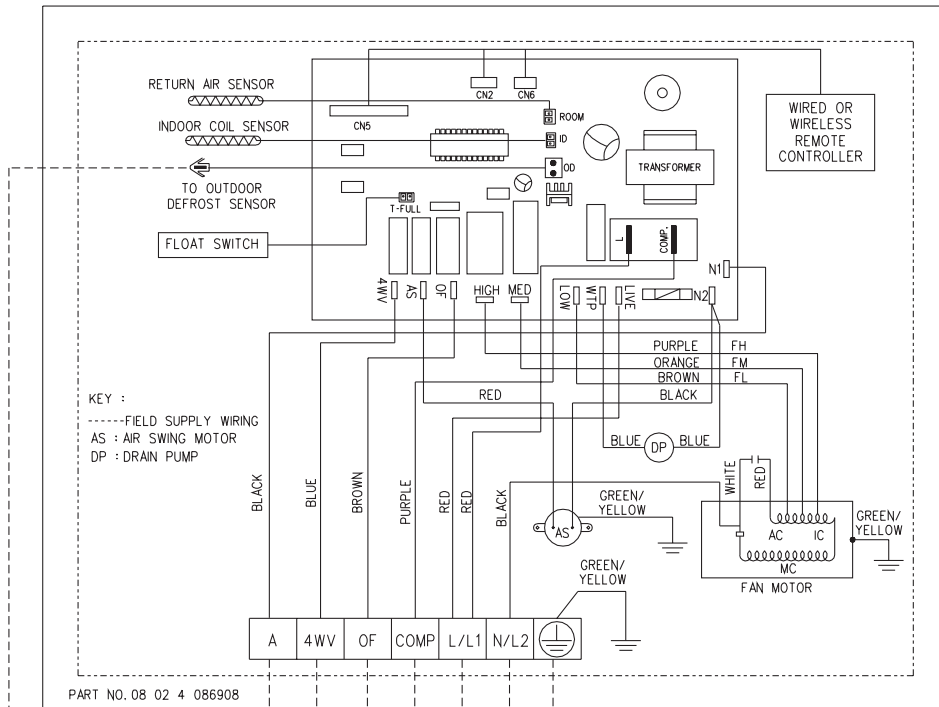 RETURN AIR SENSOR
CN2
CN6
ROOM
WIRED OR
WIRELESS
REMOTE
CONTROLLER
CN5
INDOOR COIL SENSOR
ID
OD
TRANSFORMER
TO OUTDOOR
DEFROST SENSOR
T-FULL
FLOAT SWITCH
L
COMP.
N1
4WV
AS
OF
HIGH
MED
LOW
WTP
LIVE
N2
PURPLE FH
ORANGE FM
BROWN FL
RED
BLACK
KEY :
------FIELD SUPPLY WIRING
AS : AIR SWING MOTOR
DP : DRAIN PUMP
BLUE
DP
BLUE
BLACK
BLUE
BROWN
PURPLE
RED
RED
BLACK
WHITE
RED
GREEN/
YELLOW
AS
AC
IC
MC
GREEN/
YELLOW
FAN MOTOR
GREEN/
YELLOW
A
4WV
OF
COMP
L/L1
N/L2
PART NO. 08 02 4 086908